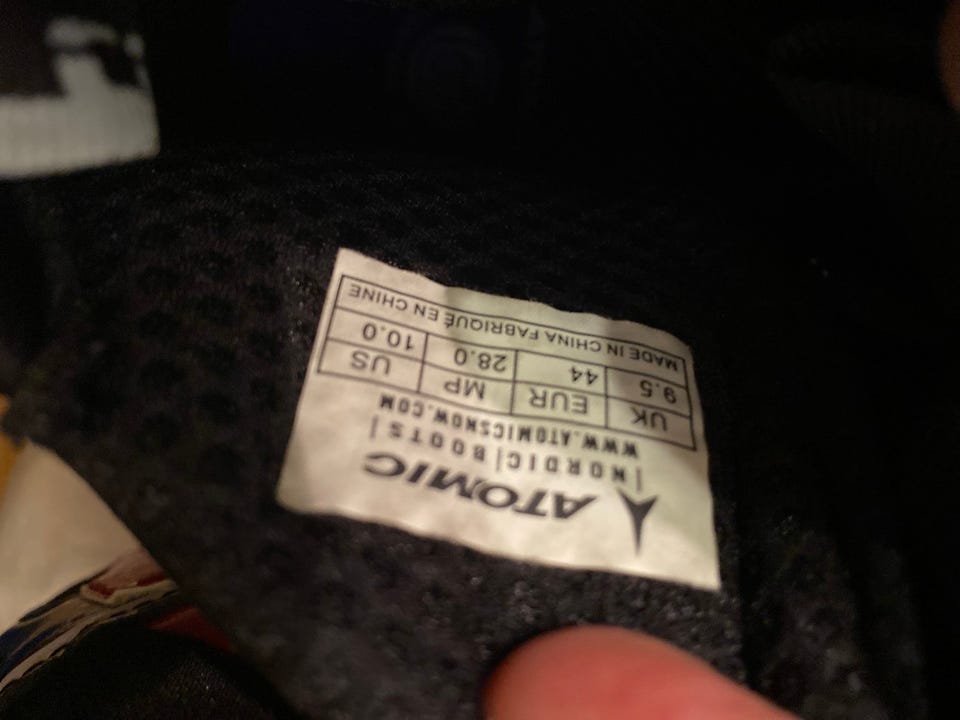 ATOMIC
|NORDIC|BOOTS|
WWW.ATOMICSNOW.COM
UK EUR MP US
9.5 44 28.0 10.0
MADE IN CHINA FABRIQUÉ EN CHINE